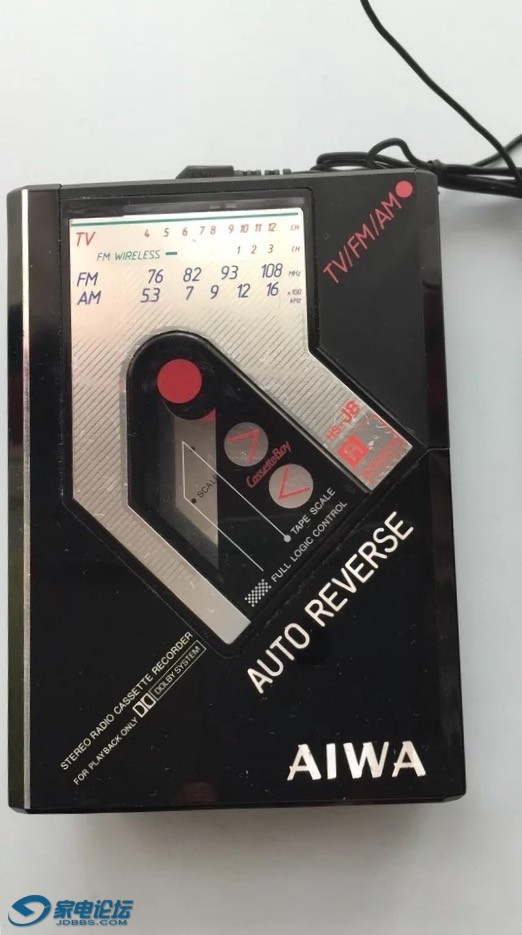 TV 4 5 6 7 8 9 10 11 12 CH
FM WIRELESS 1 2 3 CH
FM 76 82 93 108 MHz
AM 5.3 7 9 12 16 x100 kHz
TV/FM/AM
HS-J8
CassetteBoy
SCALE
TAPE SCALE
FULL LOGIC CONTROL
AUTO REVERSE
STEREO RADIO CASSETTE RECORDER
FOR PLAYBACK ONLY DOLBY SYSTEM
AIWA
家电论坛
JDBBS.COM